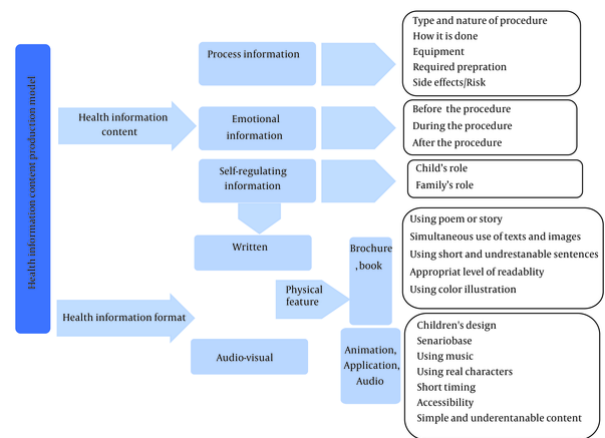 Health information content production model
Health information
content
Process information
Type and nature of procedure
How it is done
Equipment
Required prepration
Side effects/Risk
Emotional
information
Before the procedure
During the procedure
After the procedure
Self-regulating
information
Child's role
Family's role
Health information format
Written
Physical
feature
Brochure
,book
Using poem or story
Simultaneous use of texts and images
Using short and undrestanable sentences
Appropriat level of readablity
Using color illustration
Audio-visual
Animation,
Application,
Audio
Children's design
Senariobase
Using music
Using real characters
Short timing
Accessibility
Simple and underentanable content